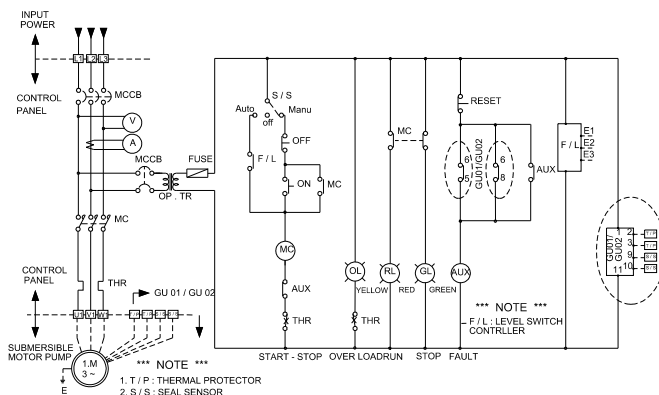 INPUT
POWER
L1 L2 L3
CONTROL
PANEL
MCCB
V
A
MCCB
FUSE
OP . TR
MC
CONTROL
PANEL
THR
GU 01 / GU 02
U1 V1 W1
T/P T/P S/S S/S
SUBMERSIBLE
MOTOR PUMP
1.M
3 ~
E
*** NOTE ***
1. T / P : THERMAL PROTECTOR
2. S / S : SEAL SENSOR
S / S
Auto
off
Manu
OFF
F / L
ON
MC
MC
AUX
THR
START - STOP
OL
YELLOW
THR
OVER LOAD
MC
RL
RED
RUN
GL
GREEN
STOP
RESET
6
5
GU01/GU02
6
8
AUX
AUX
FAULT
F / L
E1
E2
E3
*** NOTE ***
F / L : LEVEL SWITCH
CONTRLLER
GU01/
GU02
1
2
3
9
10
11
T / P
T / P
S / S
S / S